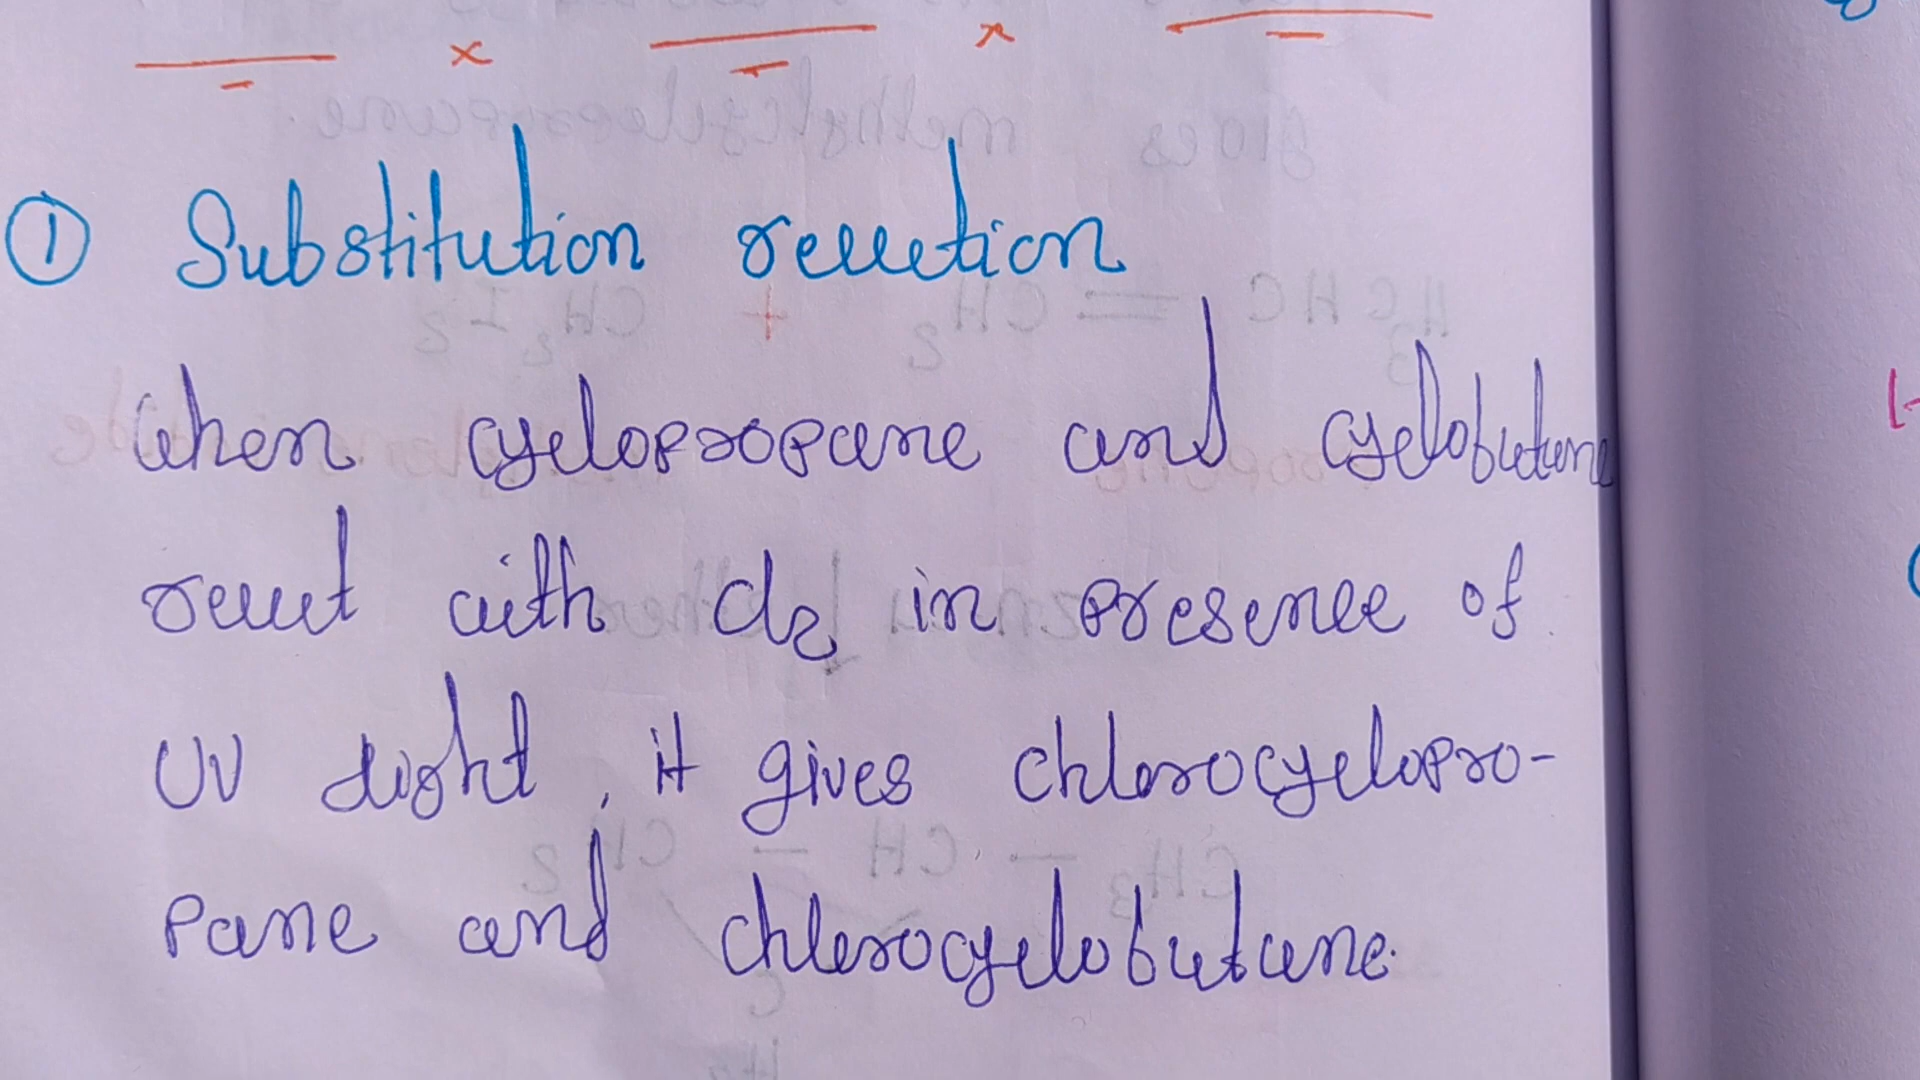 ① Substitution reaction
When cyclopropane and cyclobutane
react with Cl₂ in presence of
UV light, it gives chlorocyclopro-
pane and chlorocyclobutane.